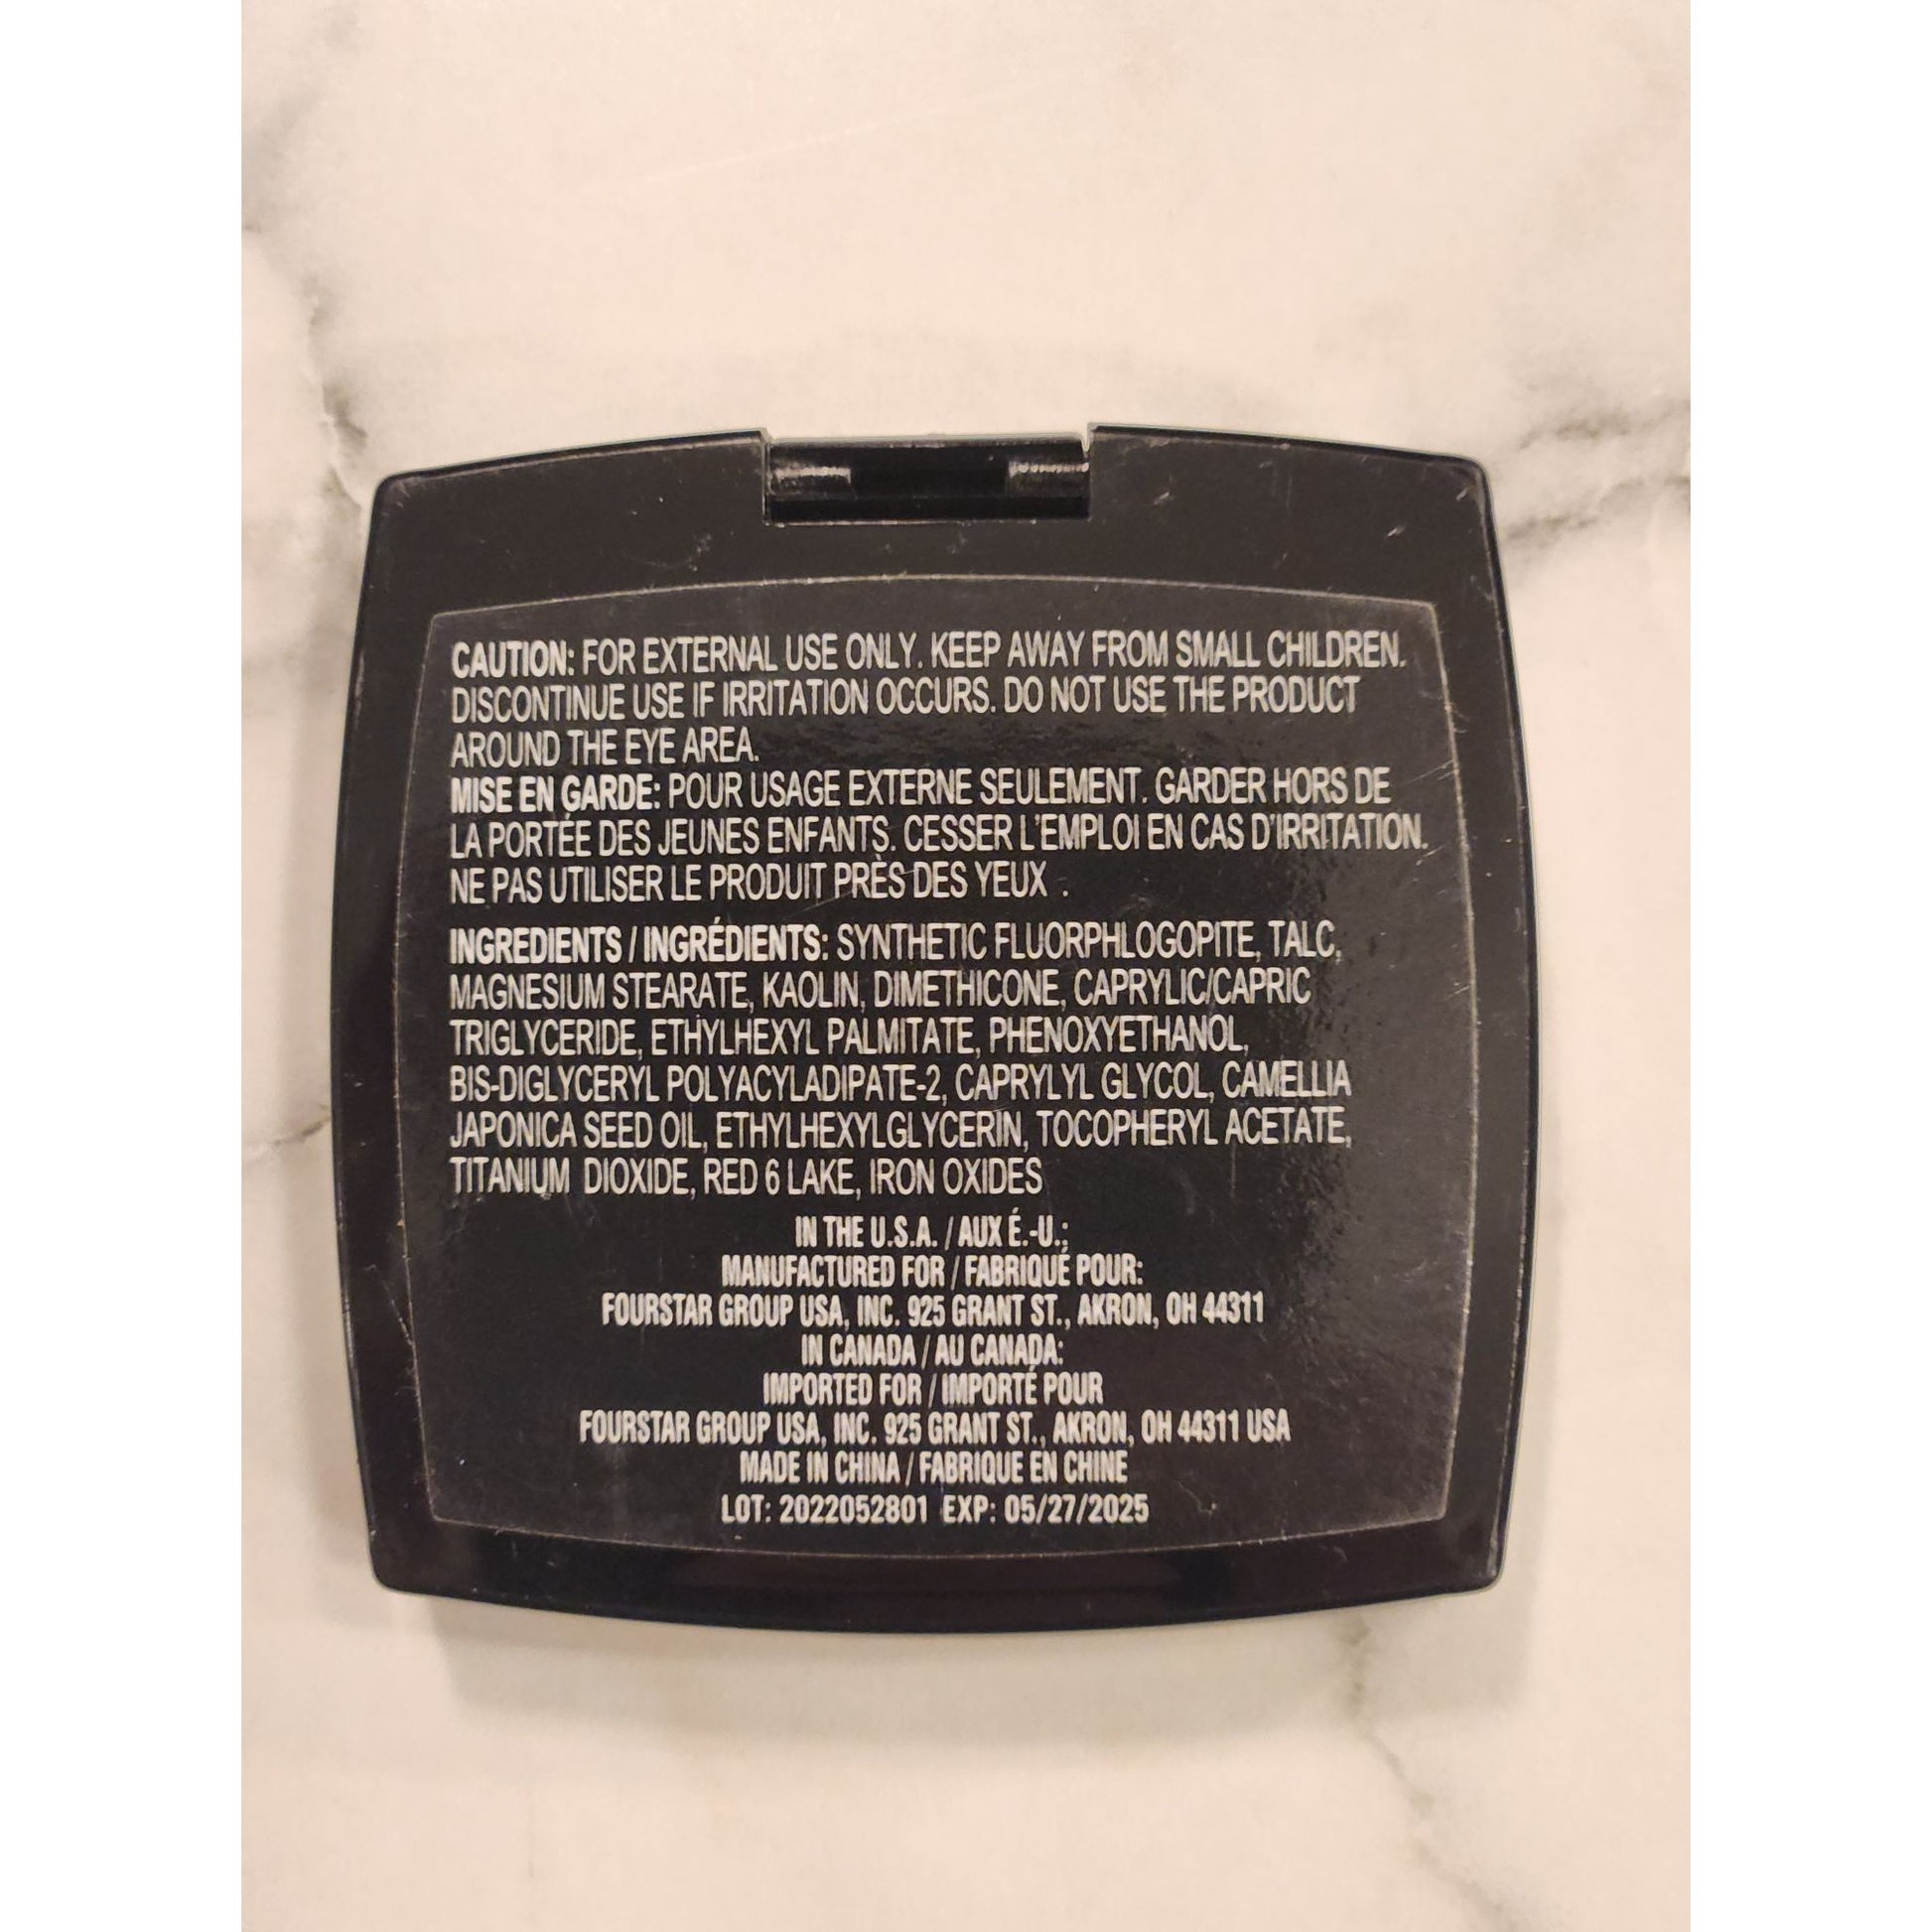 CAUTION: FOR EXTERNAL USE ONLY. KEEP AWAY FROM SMALL CHILDREN.
DISCONTINUE USE IF IRRITATION OCCURS. DO NOT USE THE PRODUCT
AROUND THE EYE AREA.
MISE EN GARDE: POUR USAGE EXTERNE SEULEMENT. GARDER HORS DE
LA PORTÉE DES JEUNES ENFANTS. CESSER L'EMPLOI EN CAS D'IRRITATION.
NE PAS UTILISER LE PRODUIT PRÈS DES YEUX .
INGREDIENTS / INGRÉDIENTS: SYNTHETIC FLUORPHLOGOPITE, TALC,
MAGNESIUM STEARATE, KAOLIN, DIMETHICONE, CAPRYLIC/CAPRIC
TRIGLYCERIDE, ETHYLHEXYL PALMITATE, PHENOXYETHANOL,
BIS-DIGLYCERYL POLYACYLADIPATE-2, CAPRYLYL GLYCOL, CAMELLIA
JAPONICA SEED OIL, ETHYLHEXYLGLYCERIN, TOCOPHERYL ACETATE,
TITANIUM DIOXIDE, RED 6 LAKE, IRON OXIDES
IN THE U.S.A. / AUX É.-U.:
MANUFACTURED FOR / FABRIQUÉ POUR:
FOURSTAR GROUP USA, INC. 925 GRANT ST., AKRON, OH 44311
IN CANADA / AU CANADA:
IMPORTED FOR / IMPORTÉ POUR
FOURSTAR GROUP USA, INC. 925 GRANT ST., AKRON, OH 44311 USA
MADE IN CHINA / FABRIQUE EN CHINE
LOT: 2022052801 EXP: 05/27/2025